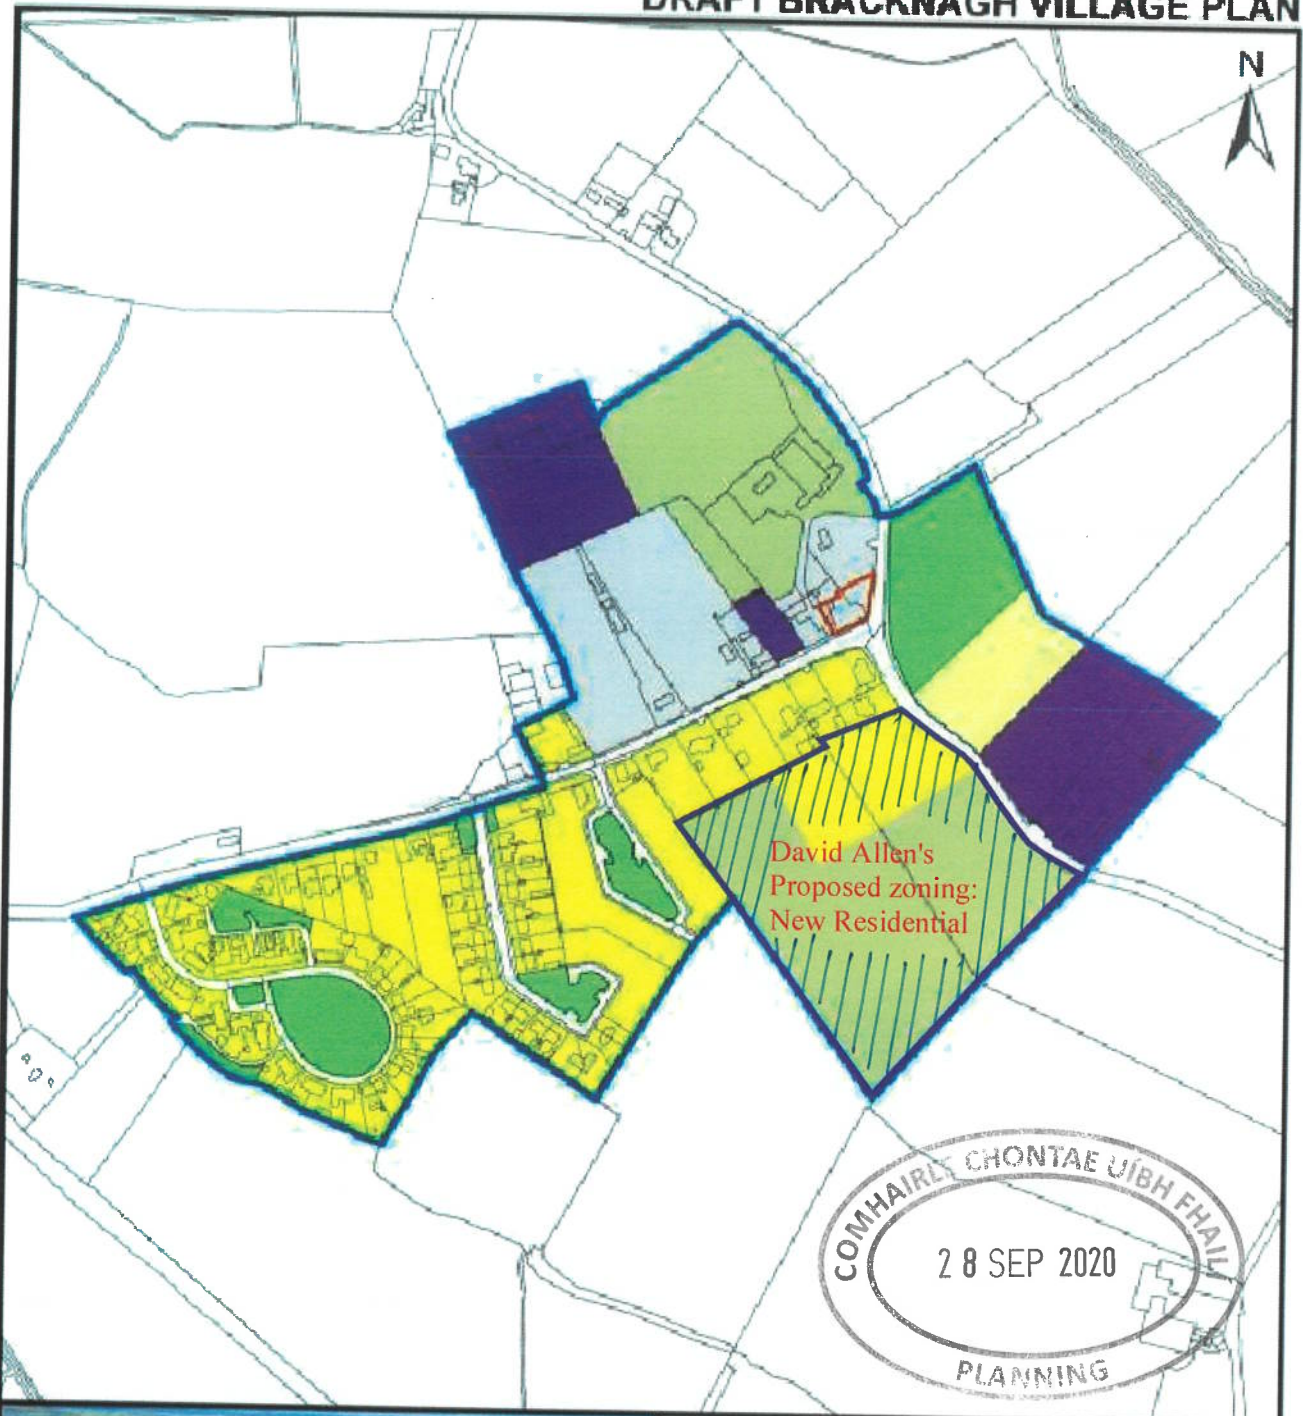 DRAFT BRACKNAGH VILLAGE PLAN
N
David Allen's
Proposed zoning:
New Residential
COMHAIRLE CHONTAE UÍBH FHAILÍ
28 SEP 2020
PLANNING